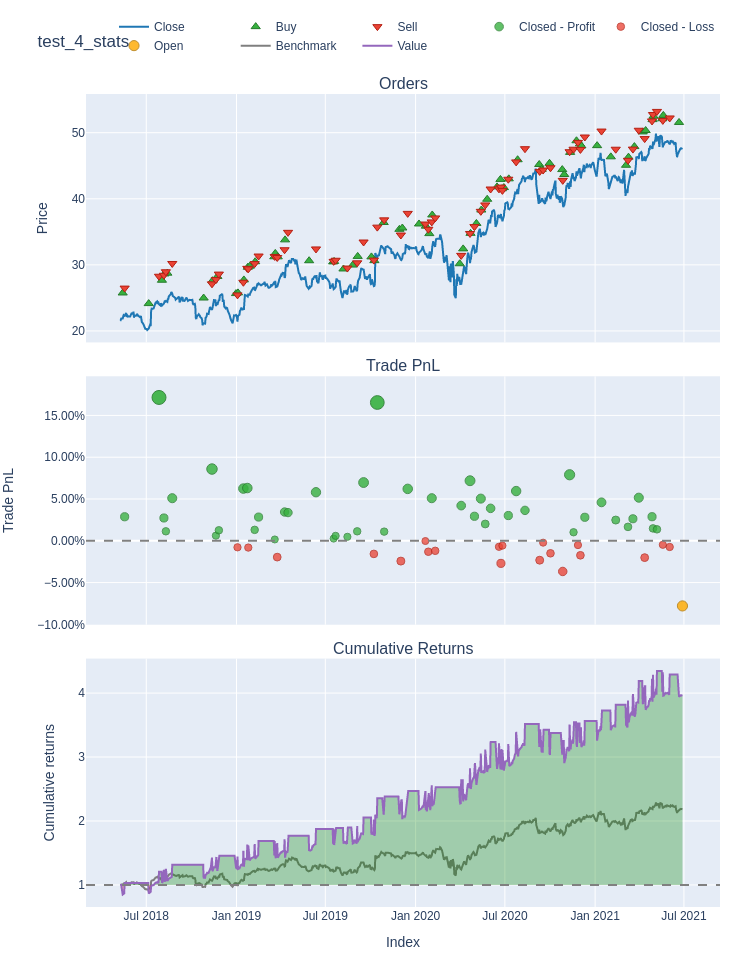 test_4_stats
Close
Buy
Sell
Closed - Profit
Closed - Loss
Open
Benchmark
Value
Orders
50
40
30
20
Price
Trade PnL
15.00%
10.00%
5.00%
0.00%
−5.00%
−10.00%
Trade PnL
Cumulative Returns
4
3
2
1
Cumulative returns
Jul 2018 Jan 2019 Jul 2019 Jan 2020 Jul 2020 Jan 2021 Jul 2021
Index